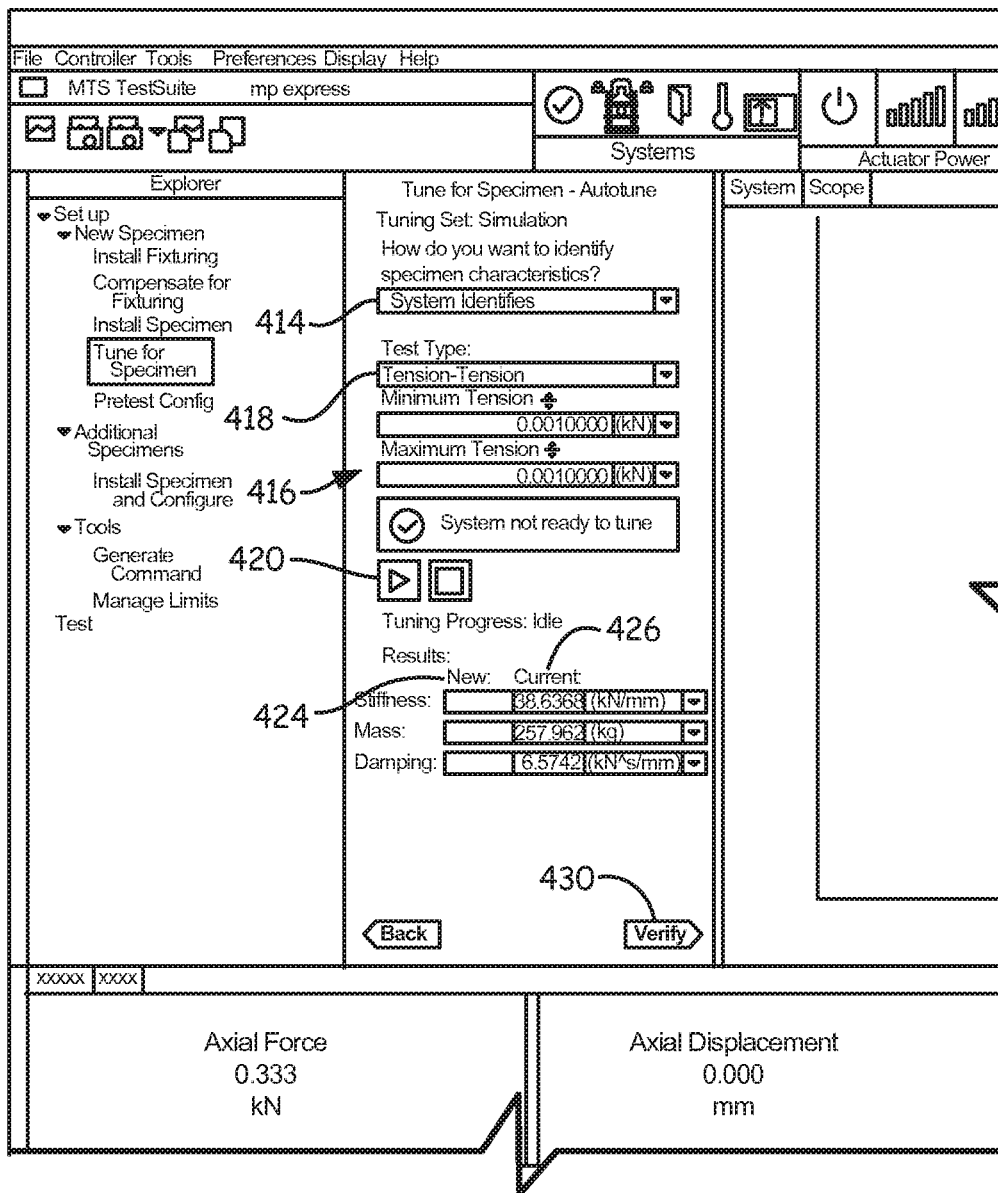 File Controller Tools Preferences Display Help
MTS TestSuite mp express
Systems
Actuator Power
Explorer
Set up
New Specimen
Install Fixturing
Compensate for
Fixturing
Install Specimen
Tune for
Specimen
Pretest Config
Additional
Specimens
Install Specimen
and Configure
Tools
Generate
Command
Manage Limits
Test
Tune for Specimen - Autotune
Tuning Set: Simulation
How do you want to identify
specimen characteristics?
414
System Identifies
Test Type:
418
Tension-Tension
Minimum Tension
0.0010000 (kN)
Maximum Tension
416
0.0010000 (kN)
System not ready to tune
420
Tuning Progress: Idle
426
Results:
424
New: Current:
Stiffness: 38.6368 (kN/mm)
Mass: 257.962 (kg)
Damping: 6.5742 (kN^s/mm)
430
Back
Verify
System Scope
xxxxx xxxx
Axial Force
0.333
kN
Axial Displacement
0.000
mm